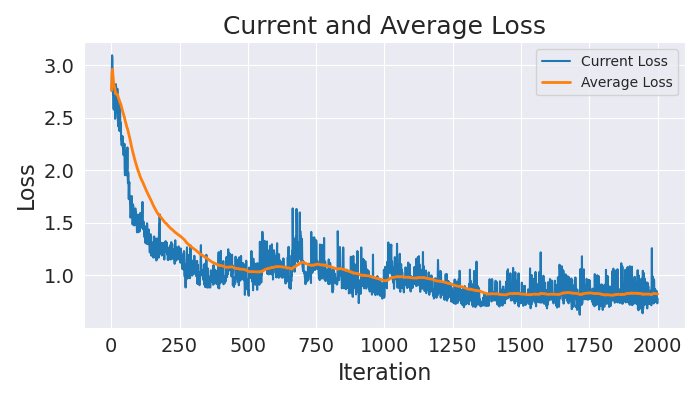 Current and Average Loss
Current Loss
Average Loss
Loss
3.0
2.5
2.0
1.5
1.0
0 250 500 750 1000 1250 1500 1750 2000
Iteration